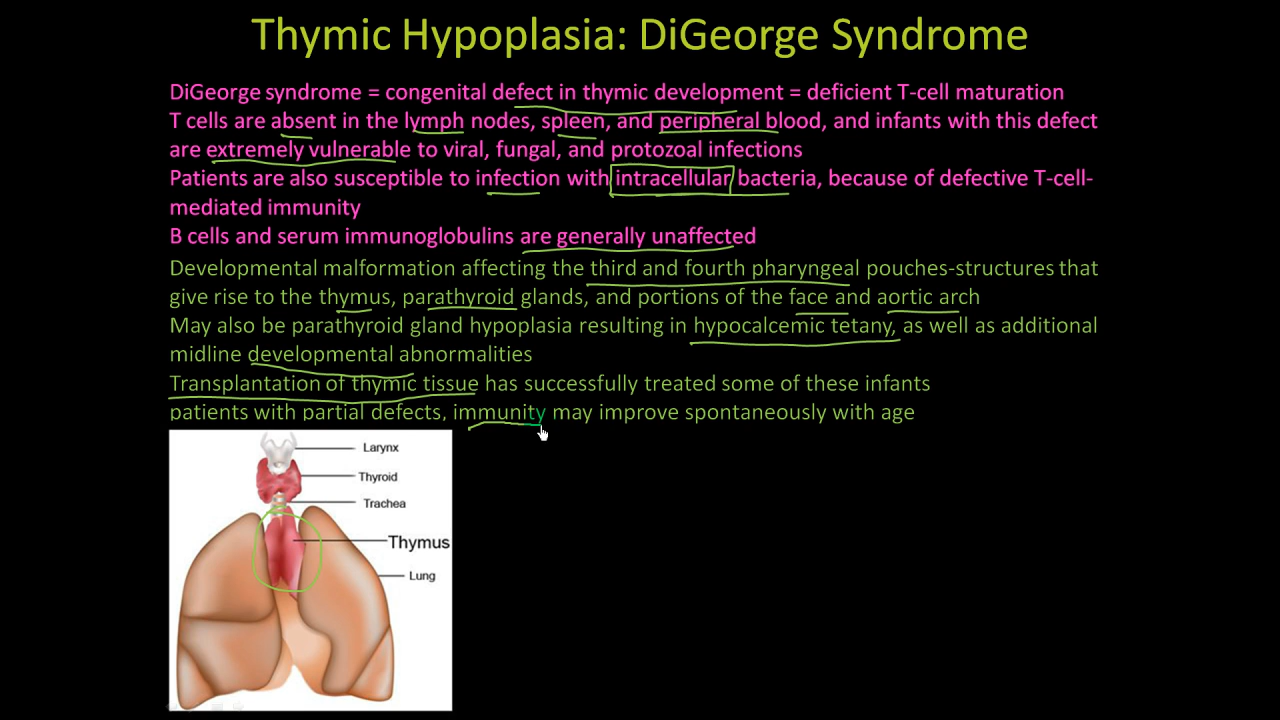 Thymic Hypoplasia: DiGeorge Syndrome
DiGeorge syndrome = congenital defect in thymic development = deficient T-cell maturation
T cells are absent in the lymph nodes, spleen, and peripheral blood, and infants with this defect
are extremely vulnerable to viral, fungal, and protozoal infections
Patients are also susceptible to infection with intracellular bacteria, because of defective T-cell-
mediated immunity
B cells and serum immunoglobulins are generally unaffected
Developmental malformation affecting the third and fourth pharyngeal pouches-structures that
give rise to the thymus, parathyroid glands, and portions of the face and aortic arch
May also be parathyroid gland hypoplasia resulting in hypocalcemic tetany, as well as additional
midline developmental abnormalities
Transplantation of thymic tissue has successfully treated some of these infants
patients with partial defects, immunity may improve spontaneously with age
Larynx
Thyroid
Trachea
Thymus
Lung